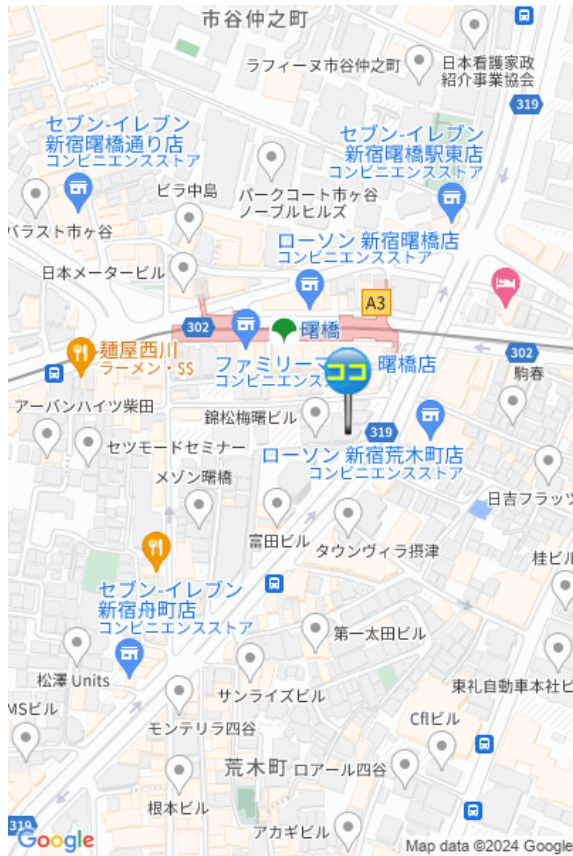 市谷仲之町
ラフィーヌ市谷仲之町
日本看護家政
紹介事業協会
319
セブン-イレブン
新宿曙橋通り店
コンビニエンスストア
セブン-イレブン
新宿曙橋駅東店
コンビニエンスストア
ビラ中島
パークコート市ヶ谷
ノーブルヒルズ
バラスト市ヶ谷
ローソン 新宿曙橋店
コンビニエンスストア
日本メータービル
A3
302
曙橋
麺屋西川
ラーメン・$$
ファミリーマ
曙橋店
コンビニエンス
ココ
302
駒春
アーバンハイツ柴田
錦松梅曙ビル
319
セツモードセミナー
ローソン 新宿荒木町店
コンビニエンスストア
メゾン曙橋
日吉フラッツ
富田ビル
タウンヴィラ摂津
桂ビル
セブン-イレブン
新宿舟町店
コンビニエンスストア
第一太田ビル
松澤 Units
サンライズビル
東礼自動車本社ビ
MSビル
モンテリラ四谷
Cflビル
荒木町
ロアール四谷
根本ビル
319
アカギビル
Google
Map data ©2024 Google